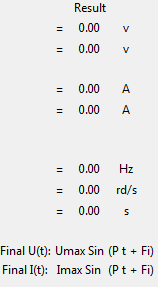 Result
= 0.00 v
= 0.00 v
= 0.00 A
= 0.00 A
= 0.00 Hz
= 0.00 rd/s
= 0.00 s
Final U(t): Umax Sin (P t + Fi)
Final I(t): Imax Sin (P t + Fi)